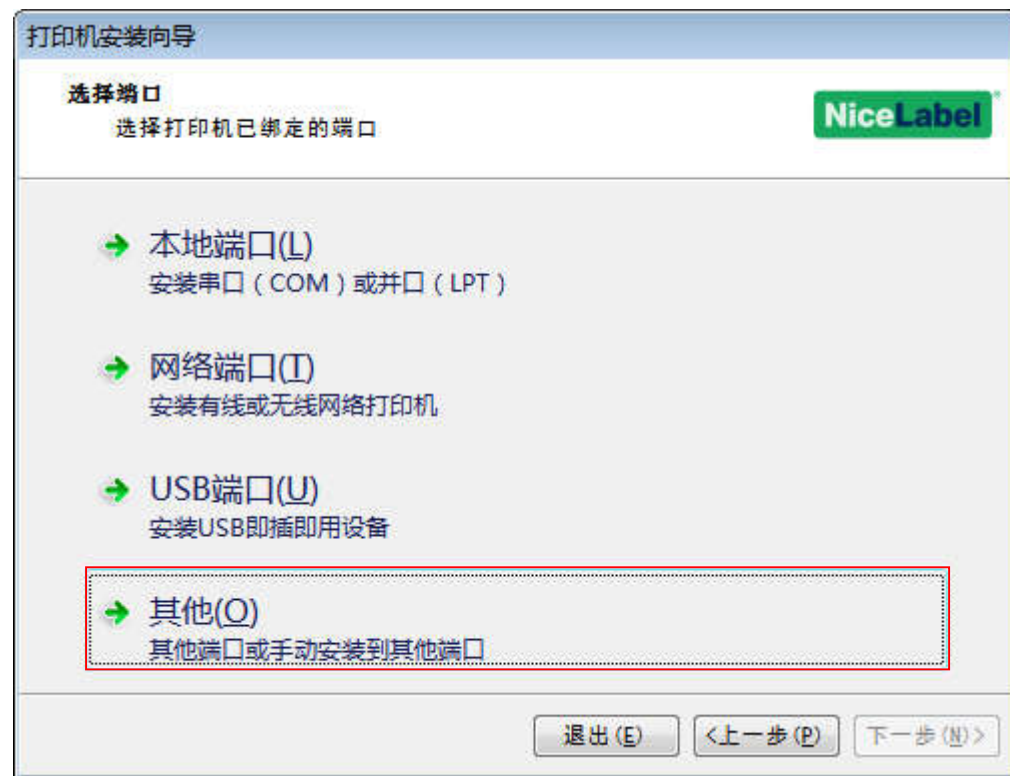 打印机安装向导
选择端口
选择打印机已绑定的端口
NiceLabel
本地端口(L)
安装串口（COM）或并口（LPT）
网络端口(T)
安装有线或无线网络打印机
USB端口(U)
安装USB即插即用设备
其他(O)
其他端口或手动安装到其他端口
退出(E) <上一步(P) 下一步(N)>